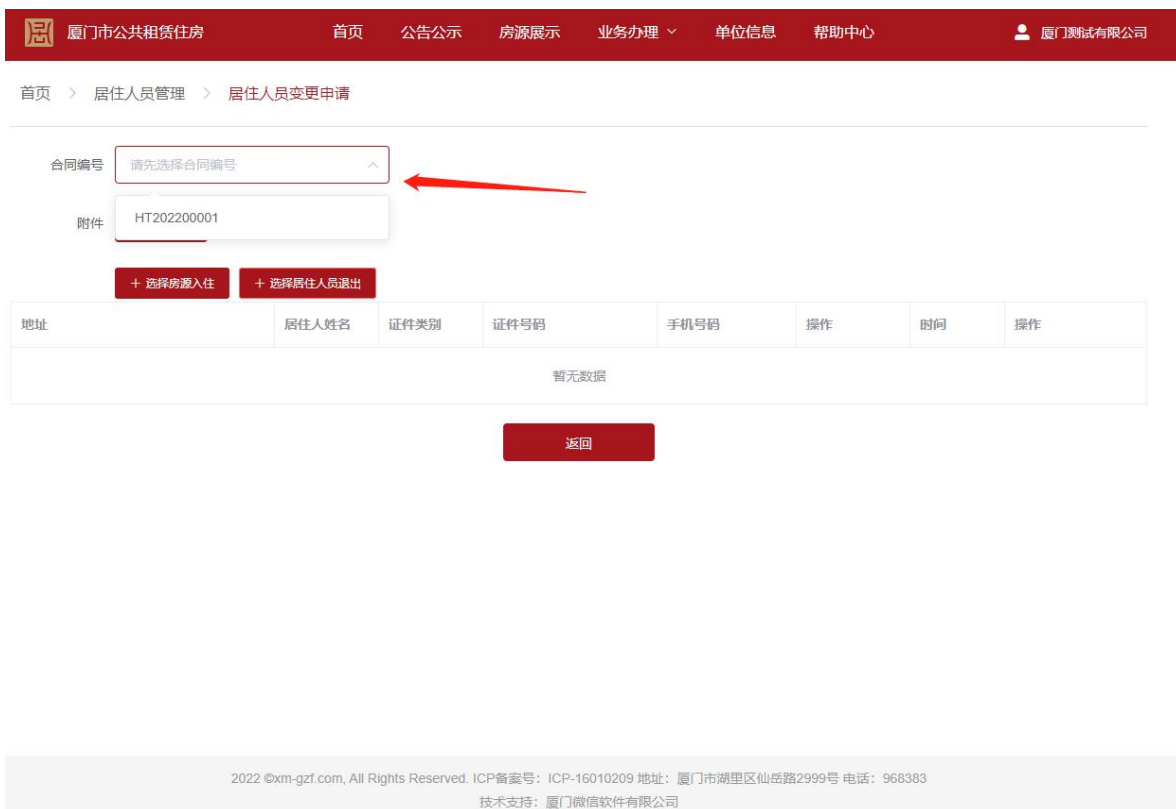 厦门市公共租赁住房 首页 公告公示 房源展示 业务办理 单位信息 帮助中心 厦门测试有限公司
首页 > 居住人员管理 > 居住人员变更申请
合同编号 请先选择合同编号
HT202200001
附件
+ 选择房源入住 + 选择居住人员退出
地址 居住人姓名 证件类别 证件号码 手机号码 操作 时间 操作
暂无数据
返回
2022 ©xm-gzf.com, All Rights Reserved. ICP备案号：ICP-16010209 地址：厦门市湖里区仙岳路2999号 电话：968383
技术支持：厦门微信软件有限公司